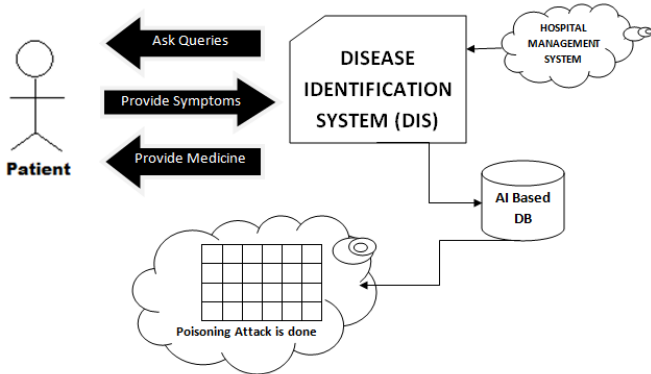 Ask Queries
Provide Symptoms
Provide Medicine
Patient
DISEASE
IDENTIFICATION
SYSTEM (DIS)
HOSPITAL
MANAGEMENT
SYSTEM
AI Based
DB
Poisoning Attack is done